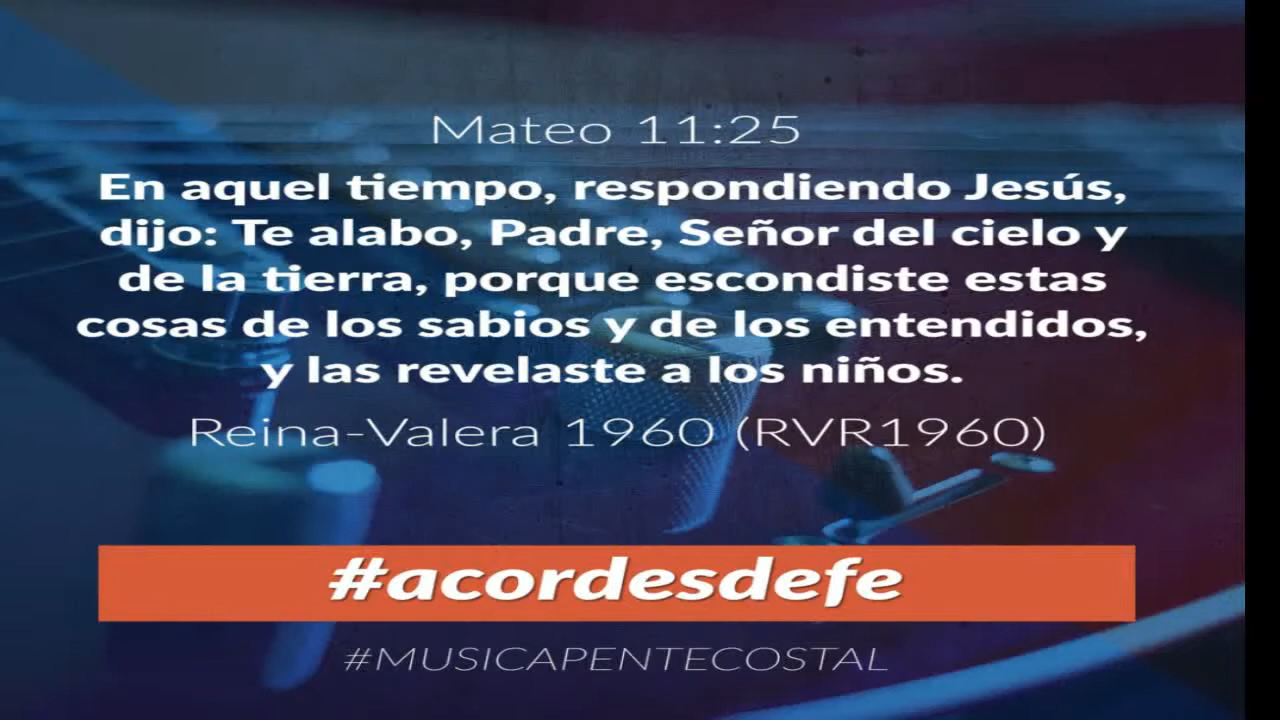 Mateo 11:25
En aquel tiempo, respondiendo Jesús,
dijo: Te alabo, Padre, Señor del cielo y
de la tierra, porque escondiste estas
cosas de los sabios y de los entendidos,
y las revelaste a los niños.
Reina-Valera 1960 (RVR1960)
#acordesdefe
#MUSICAPENTECOSTAL